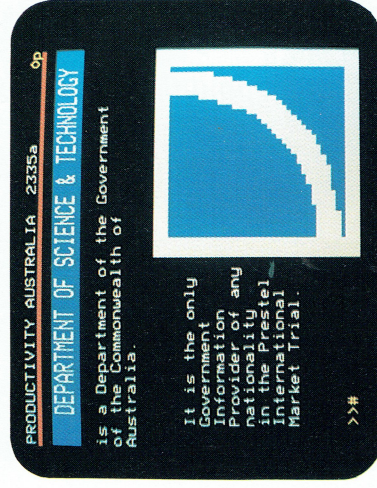 PRODUCTIVITY AUSTRALIA 2335a 0p
DEPARTMENT OF SCIENCE & TECHNOLOGY
is a Department of the Government
of the Commonwealth of
Australia.
It is the only
Government
Information
Provider of any
nationality
in the Prestel
International
Market Trial.
>>#